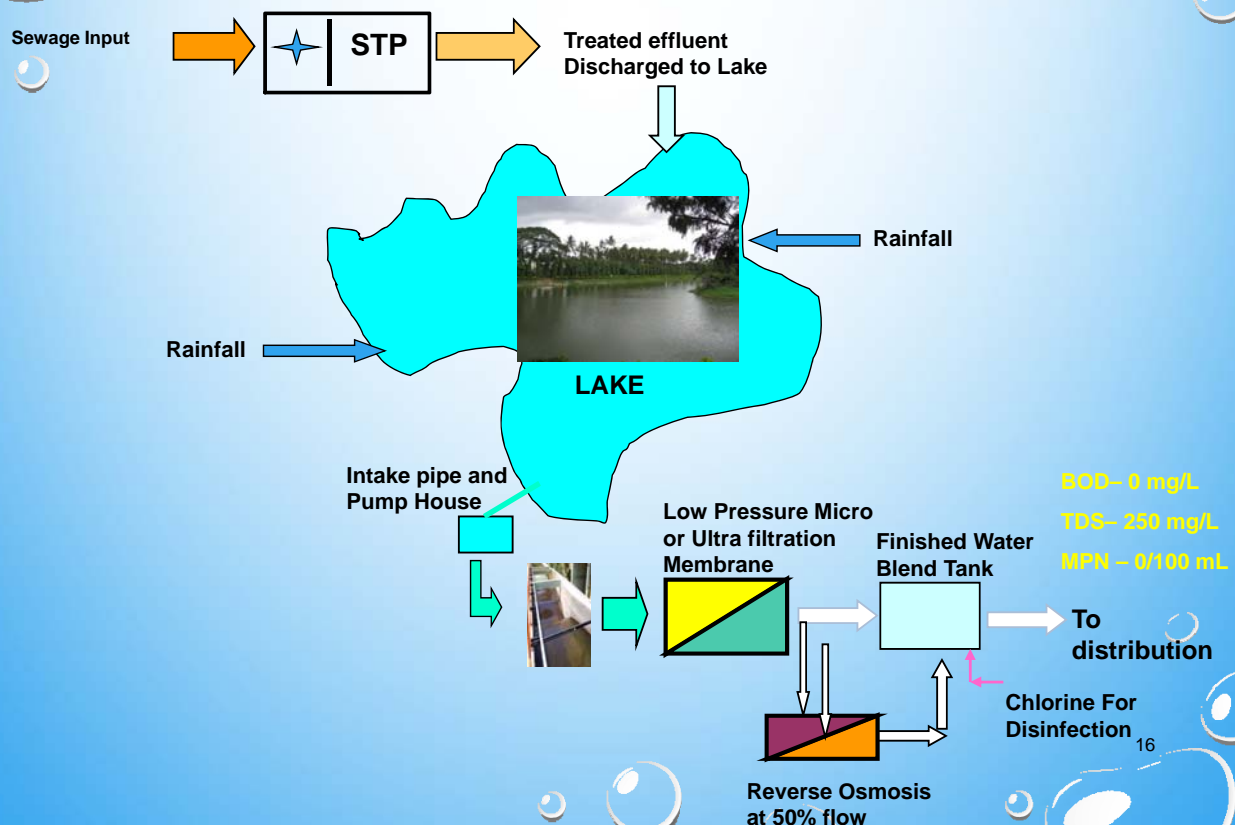 Sewage Input
STP
Treated effluent
Discharged to Lake
Rainfall
Rainfall
LAKE
Intake pipe and
Pump House
Low Pressure Micro
or Ultra filtration
Membrane
Finished Water
Blend Tank
BOD– 0 mg/L
TDS– 250 mg/L
MPN – 0/100 mL
To
distribution
Chlorine For
Disinfection
16
Reverse Osmosis
at 50% flow